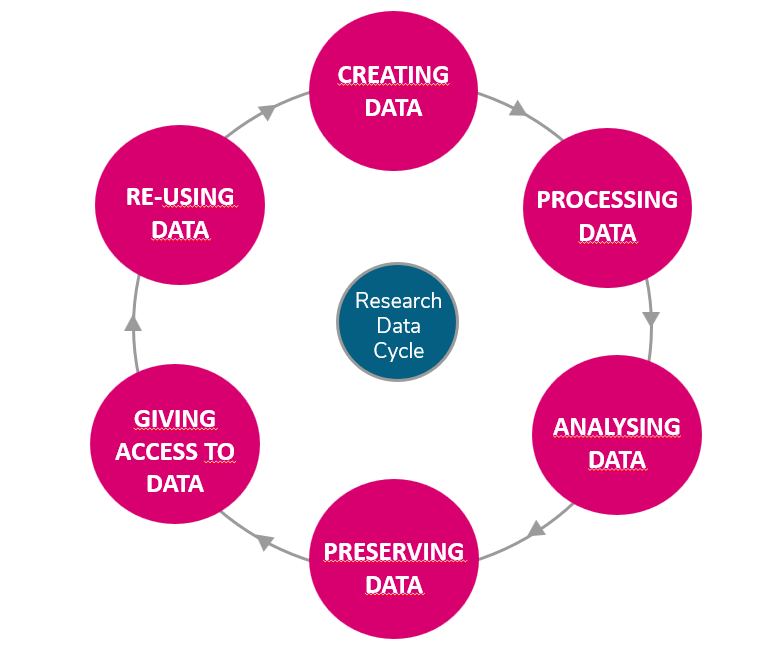 CREATING
DATA
PROCESSING
DATA
ANALYSING
DATA
PRESERVING
DATA
GIVING
ACCESS TO
DATA
RE-USING
DATA
Research
Data
Cycle